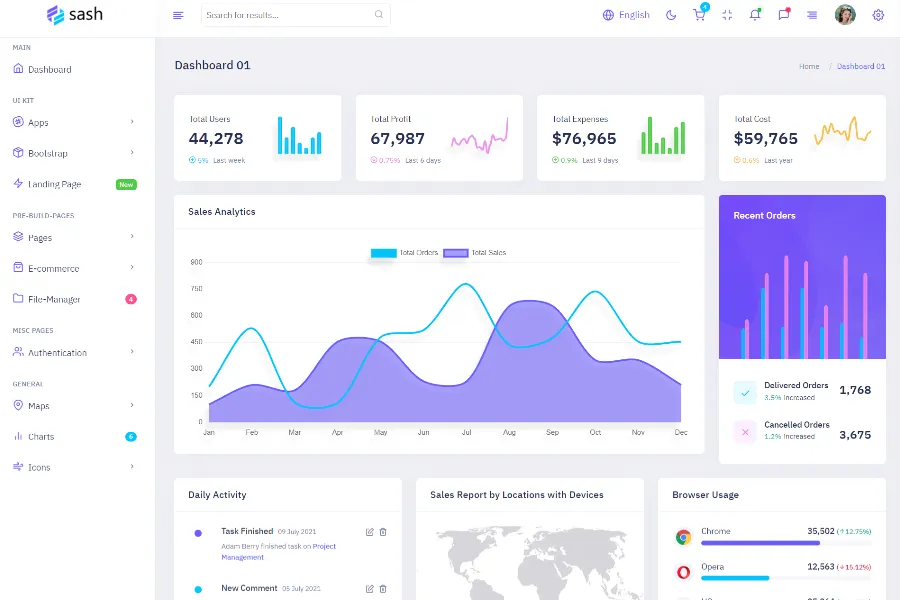 sash
Search for results...
English
4
MAIN
Dashboard
UI KIT
Apps
Bootstrap
Landing Page
New
PRE-BUILD-PAGES
Pages
E-commerce
File-Manager
4
MISC PAGES
Authentication
GENERAL
Maps
Charts
6
Icons
Dashboard 01
Home / Dashboard 01
Total Users
44,278
5% Last week
Total Profit
67,987
0.75% Last 6 days
Total Expenses
$76,965
0.9% Last 9 days
Total Cost
$59,765
0.6% Last year
Sales Analytics
Total Orders Total Sales
900
750
600
450
300
150
0
Jan Feb Mar Apr May Jun Jul Aug Sep Oct Nov Dec
Recent Orders
Delivered Orders
3.5% increased
1,768
Cancelled Orders
1.2% increased
3,675
Daily Activity
Task Finished 09 July 2021
Adam Berry finished task on Project
Management
New Comment 05 July 2021
Sales Report by Locations with Devices
Browser Usage
Chrome
35,502 (↑12.75%)
Opera
12,563 (↓15.12%)